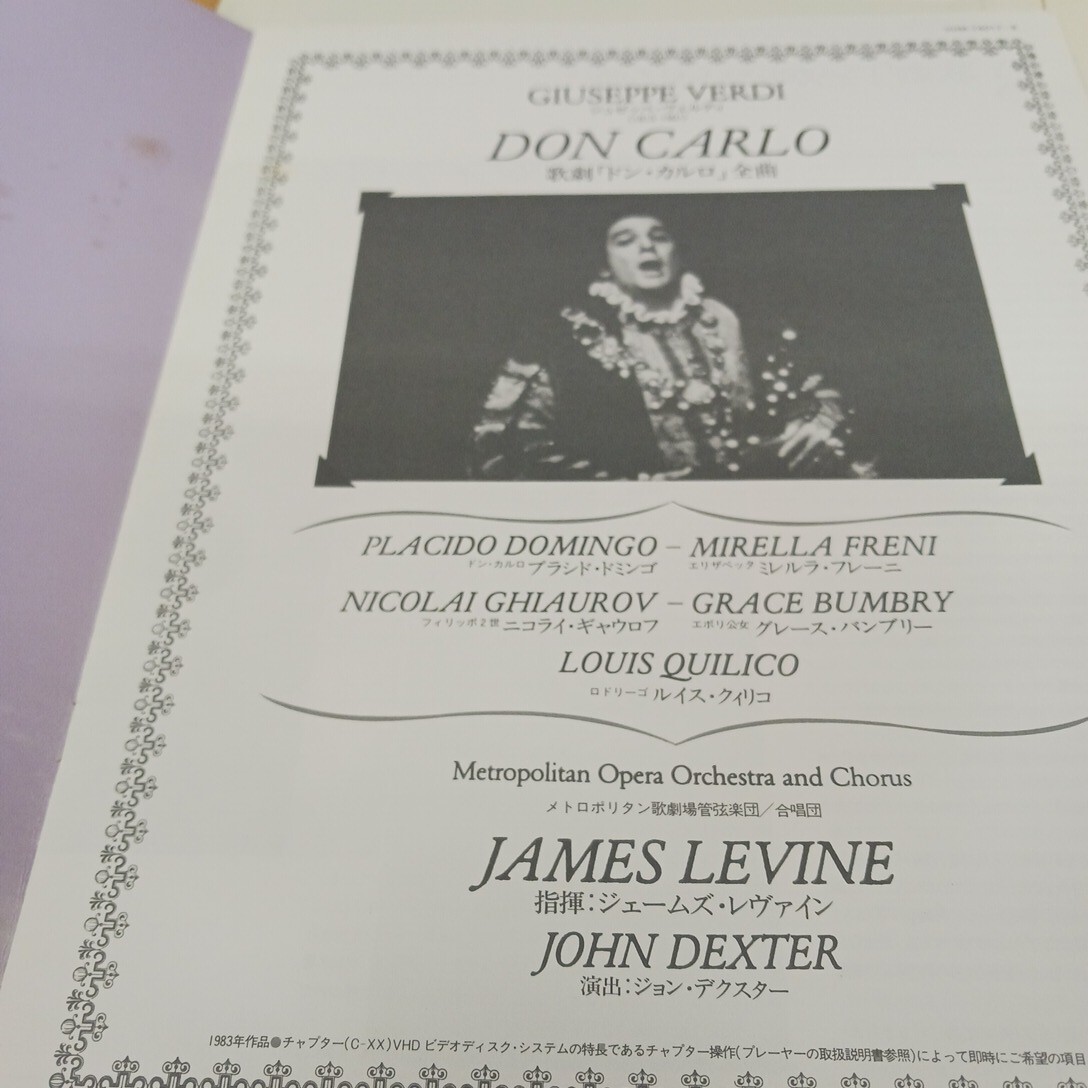 GIUSEPPE VERDI
DON CARLO
歌劇「ドン・カルロ」全曲
PLACIDO DOMINGO – MIRELLA FRENI
ドン・カルロ プラシド・ドミンゴ エリザベッタ ミレルラ・フレーニ
NICOLAI GHIAUROV – GRACE BUMBRY
フィリッポ2世 ニコライ・ギャウロフ エボリ公女 グレース・バンブリー
LOUIS QUILICO
ロドリーゴ ルイス・クィリコ
Metropolitan Opera Orchestra and Chorus
メトロポリタン歌劇場管弦楽団／合唱団
JAMES LEVINE
指揮：ジェームズ・レヴァイン
JOHN DEXTER
演出：ジョン・デクスター
1983年作品●チャプター(C-XX)VHD ビデオディスク・システムの特長であるチャプター操作(プレーヤーの取扱説明書参照)によって即時にご希望の項目